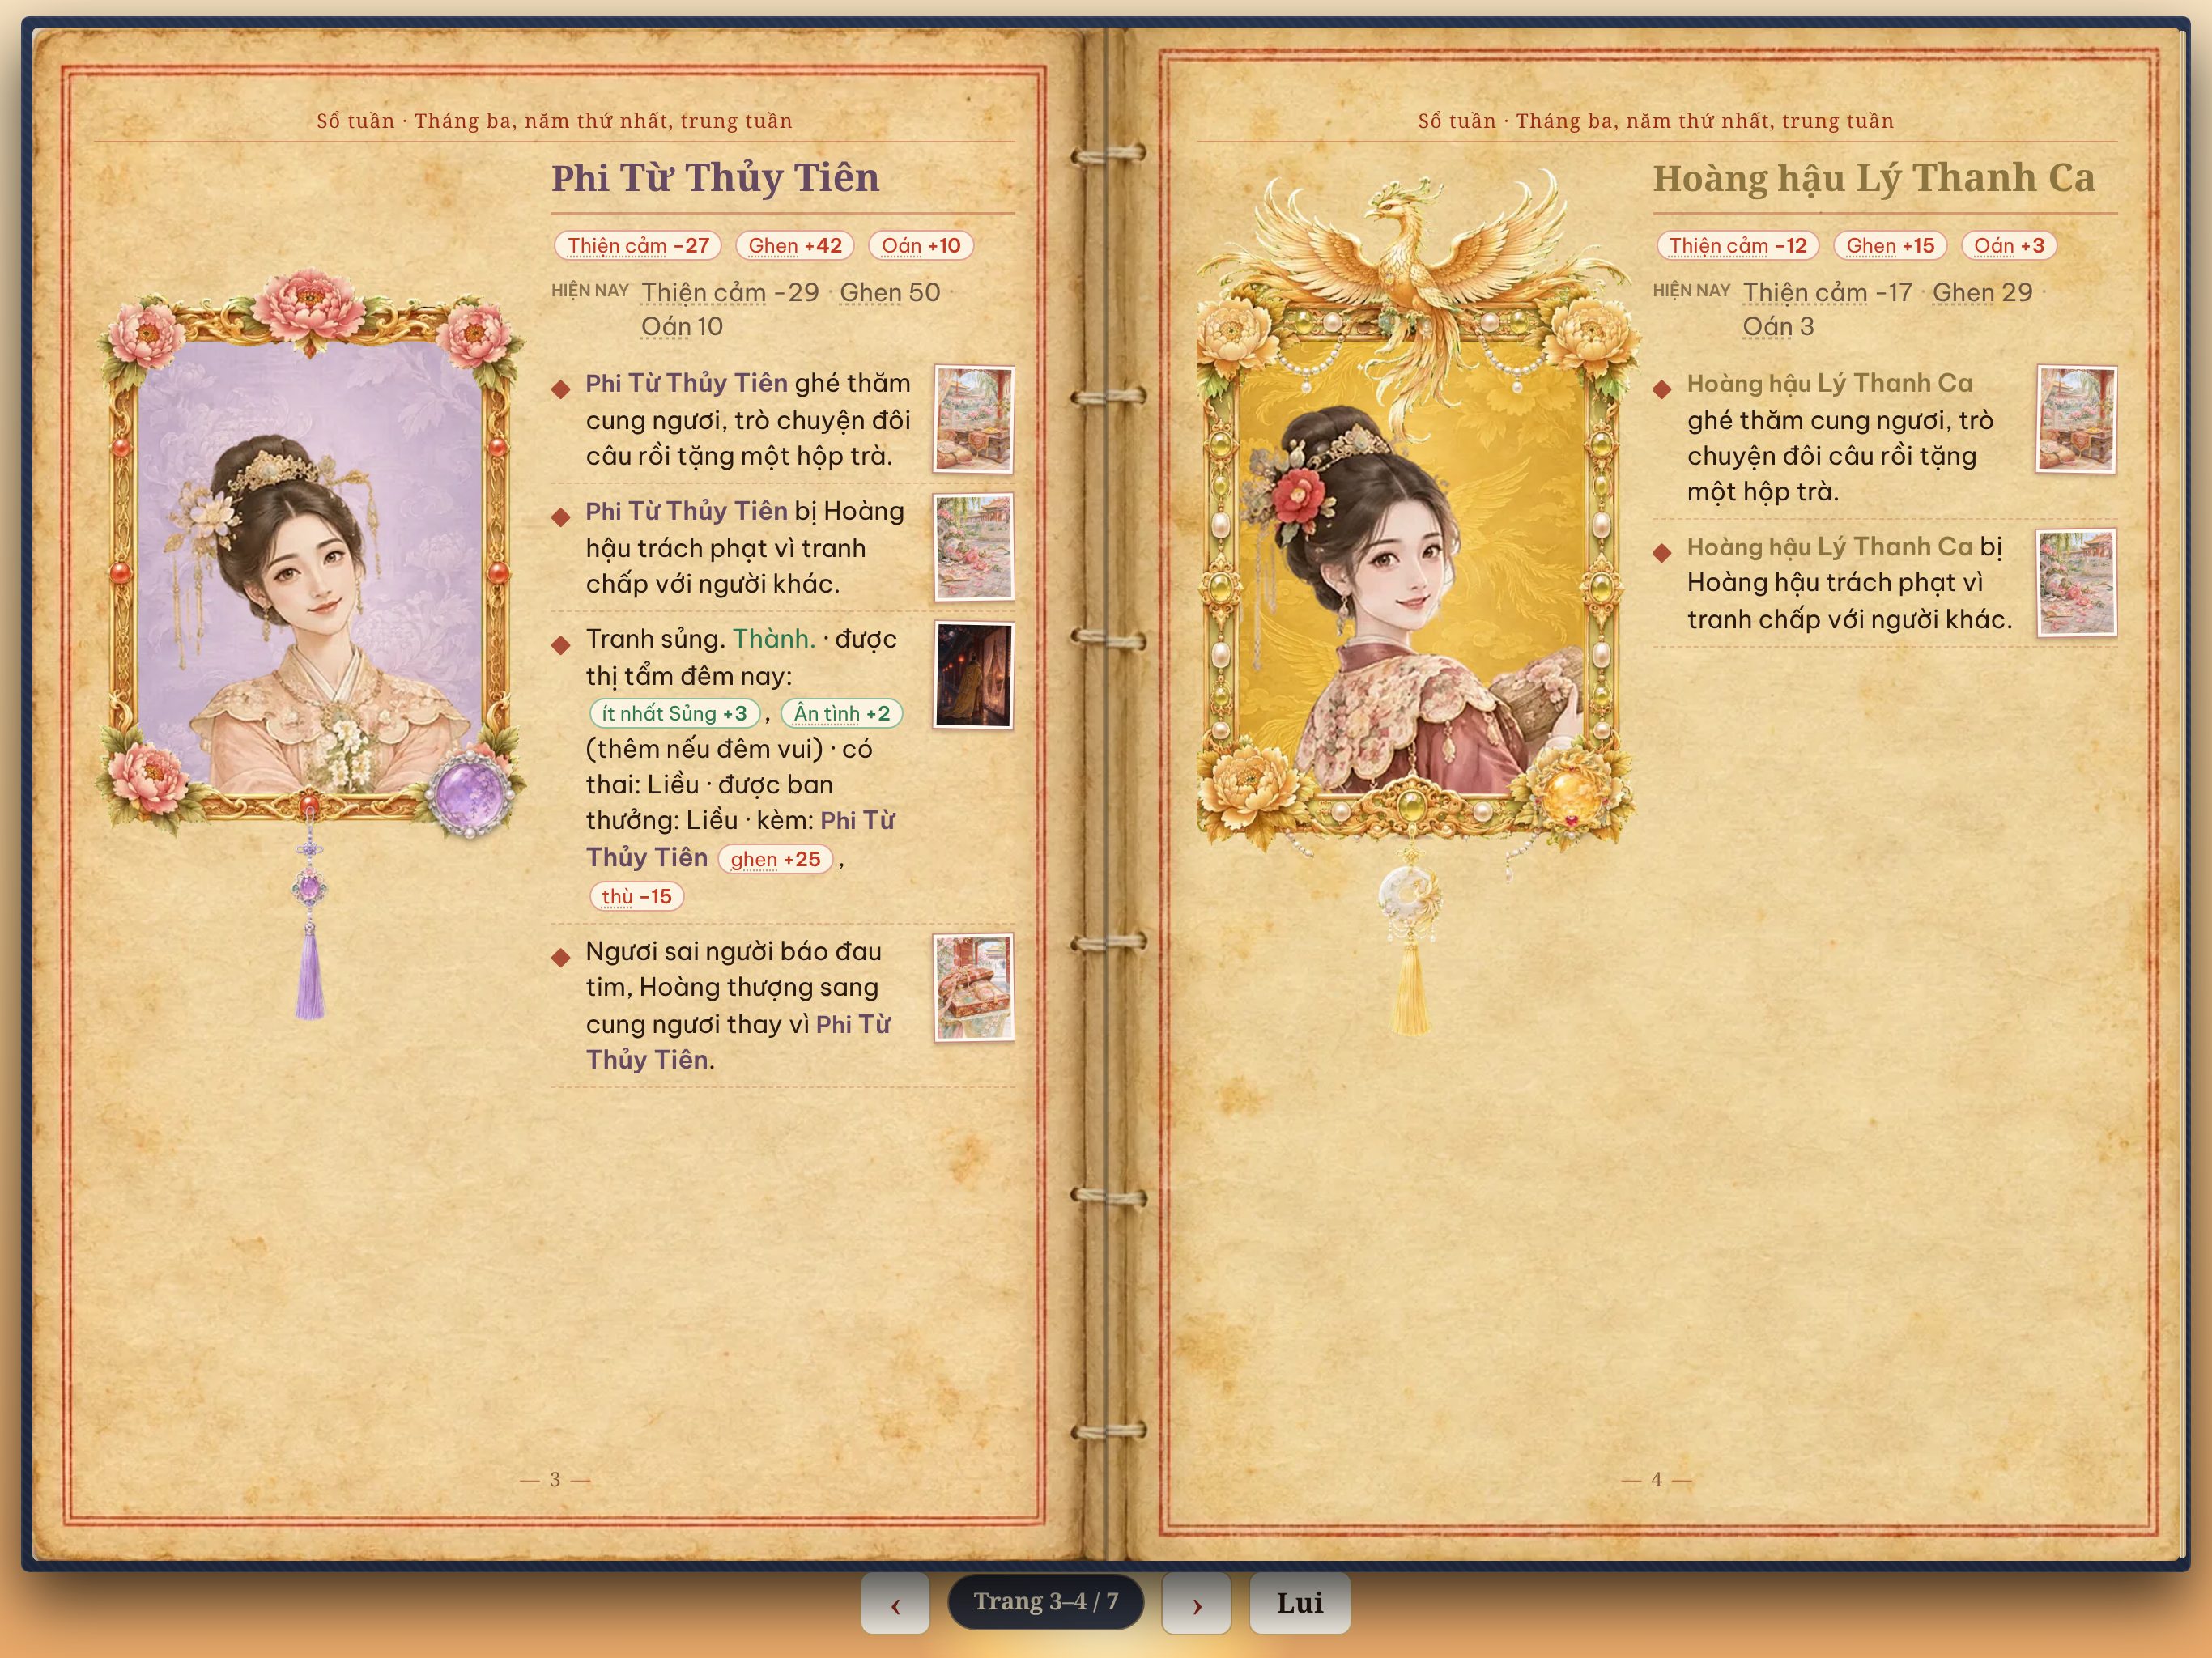 Sổ tuần · Tháng ba, năm thứ nhất, trung tuần
Phi Từ Thủy Tiên
Thiện cảm −27 Ghen +42 Oán +10
HIỆN NAY Thiện cảm −29 · Ghen 50 ·
Oán 10
Phi Từ Thủy Tiên ghé thăm
cung ngươi, trò chuyện đôi
câu rồi tặng một hộp trà.
Phi Từ Thủy Tiên bị Hoàng
hậu trách phạt vì tranh
chấp với người khác.
Tranh sủng. Thành. · được
thị tẩm đêm nay:
ít nhất Sủng +3 , Ân tình +2
(thêm nếu đêm vui) · có
thai: Liều · được ban
thưởng: Liều · kèm: Phi Từ
Thủy Tiên ghen +25 ,
thù −15
Ngươi sai người báo đau
tim, Hoàng thượng sang
cung ngươi thay vì Phi Từ
Thủy Tiên.
— 3 —
Sổ tuần · Tháng ba, năm thứ nhất, trung tuần
Hoàng hậu Lý Thanh Ca
Thiện cảm −12 Ghen +15 Oán +3
HIỆN NAY Thiện cảm −17 · Ghen 29 ·
Oán 3
Hoàng hậu Lý Thanh Ca
ghé thăm cung ngươi, trò
chuyện đôi câu rồi tặng
một hộp trà.
Hoàng hậu Lý Thanh Ca bị
Hoàng hậu trách phạt vì
tranh chấp với người khác.
— 4 —
‹ Trang 3–4 / 7 › Lui